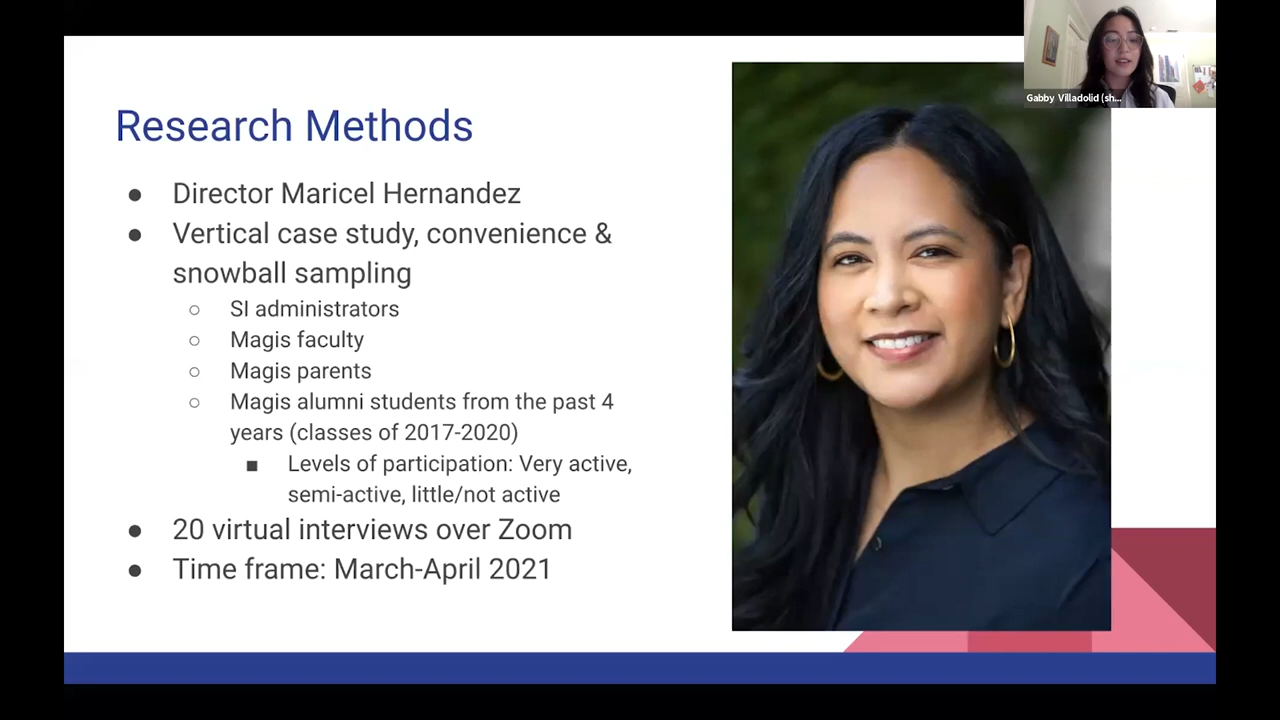 Gabby Villadolid (sh...
Research Methods
● Director Maricel Hernandez
● Vertical case study, convenience &
snowball sampling
○ SI administrators
○ Magis faculty
○ Magis parents
○ Magis alumni students from the past 4
years (classes of 2017-2020)
■ Levels of participation: Very active,
semi-active, little/not active
● 20 virtual interviews over Zoom
● Time frame: March-April 2021